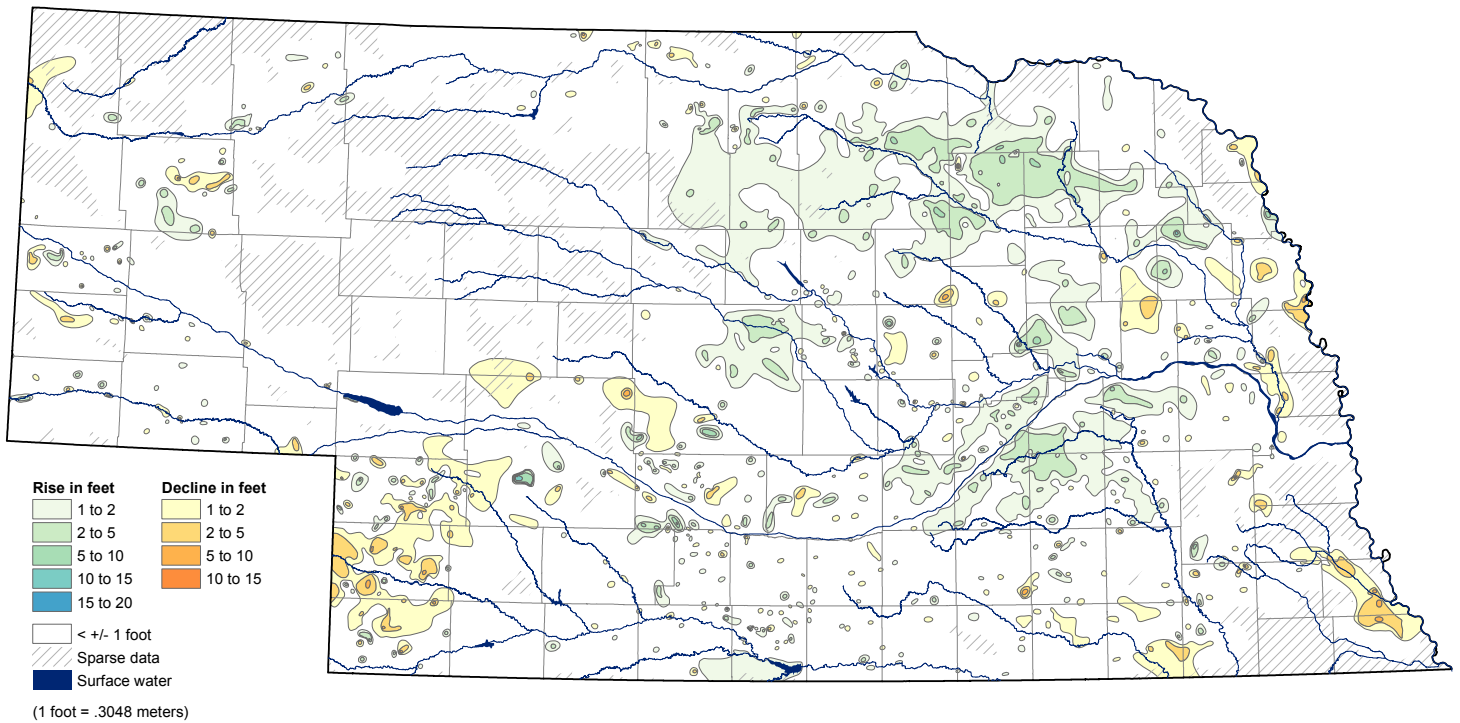 Rise in feet
1 to 2
2 to 5
5 to 10
10 to 15
15 to 20
Decline in feet
1 to 2
2 to 5
5 to 10
10 to 15
< +/- 1 foot
Sparse data
Surface water
(1 foot = .3048 meters)